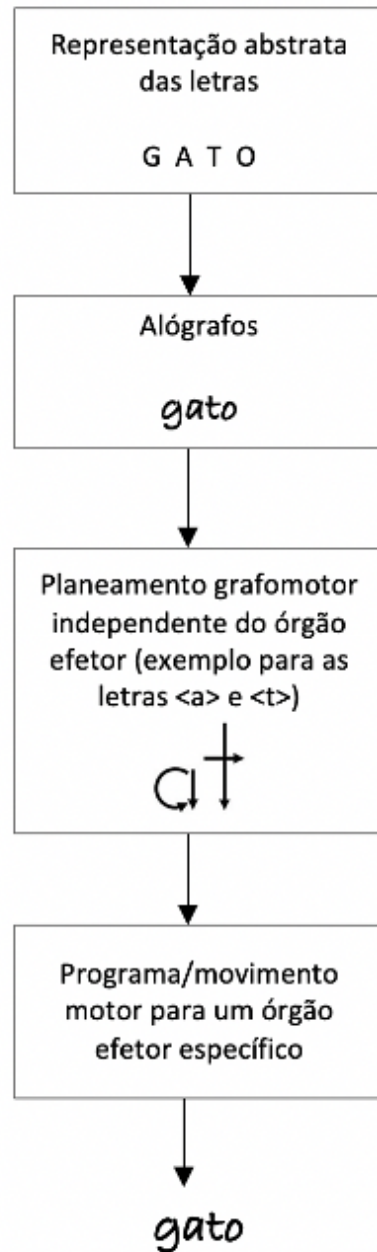 Representação abstrata
das letras
G A T O
Alógrafos
gato
Planeamento grafomotor
independente do órgão
efetor (exemplo para as
letras <a> e <t>)
Programa/movimento
motor para um órgão
efetor específico
gato